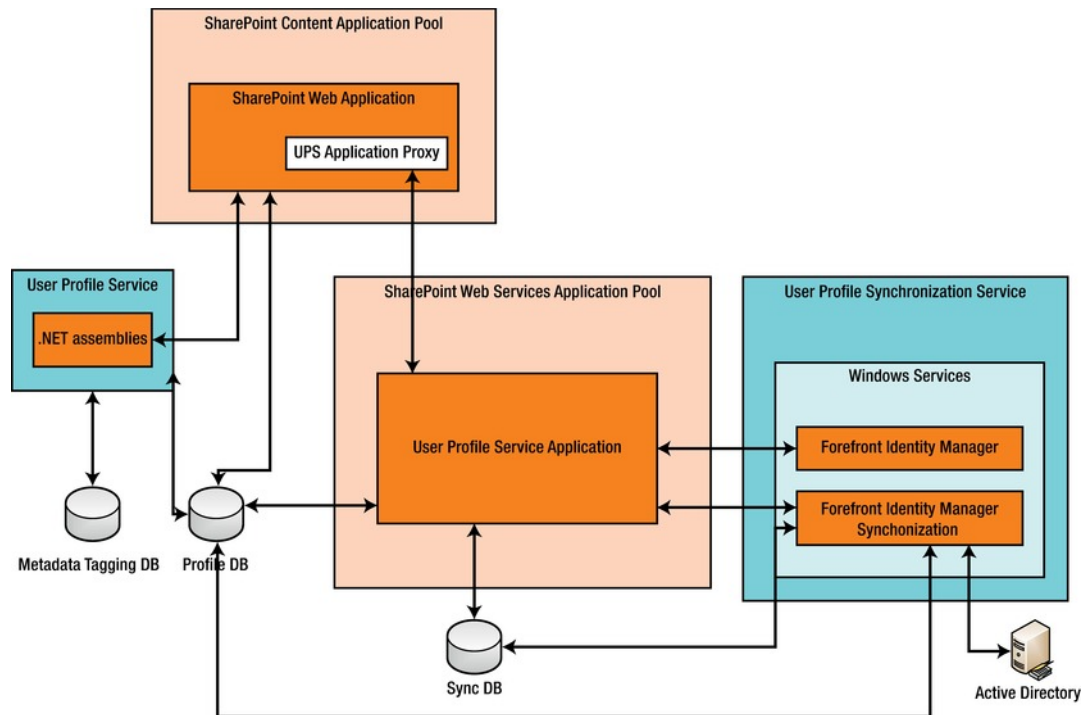 SharePoint Content Application Pool
SharePoint Web Application
UPS Application Proxy
User Profile Service
.NET assemblies
SharePoint Web Services Application Pool
User Profile Service Application
User Profile Synchronization Service
Windows Services
Forefront Identity Manager
Forefront Identity Manager
Synchonization
Metadata Tagging DB
Profile DB
Sync DB
Active Directory